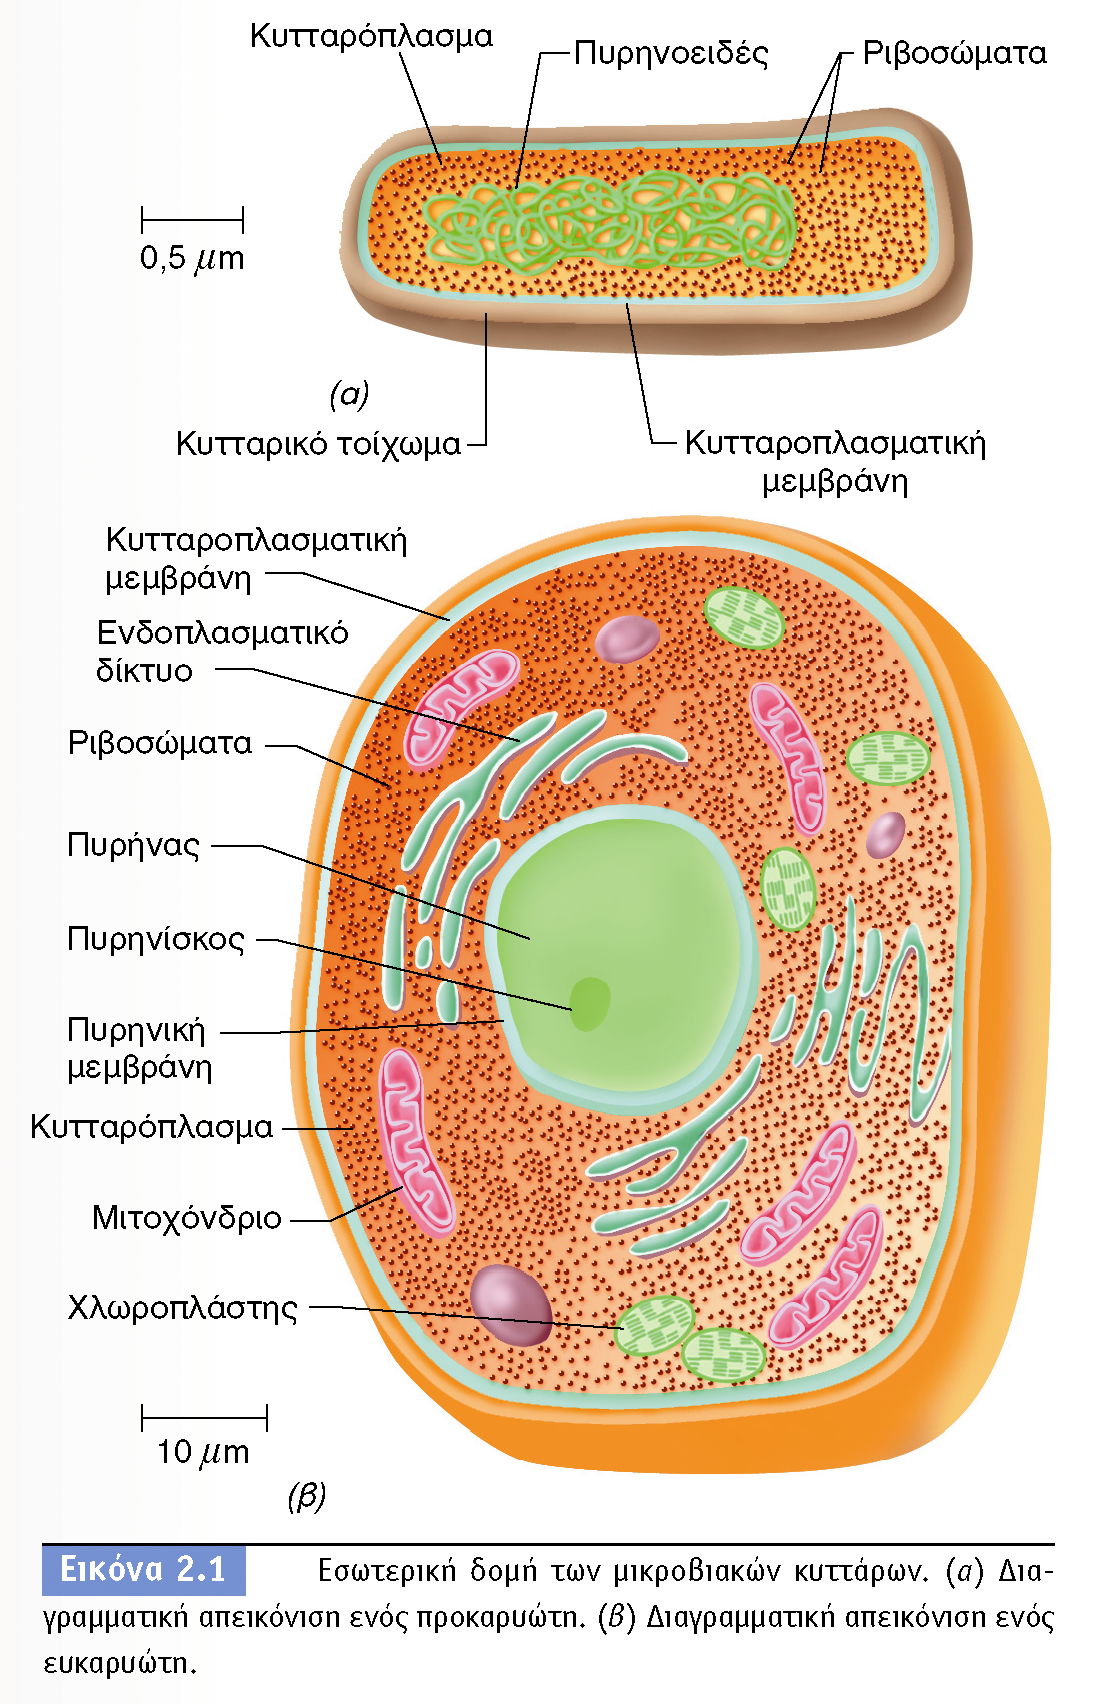 Κυτταρόπλασμα
Πυρηνοειδές
Ριβοσώματα
0,5 μm
(α)
Κυτταρικό τοίχωμα
Κυτταροπλασματική
μεμβράνη
Κυτταροπλασματική
μεμβράνη
Ενδοπλασματικό
δίκτυο
Ριβοσώματα
Πυρήνας
Πυρηνίσκος
Πυρηνική
μεμβράνη
Κυτταρόπλασμα
Μιτοχόνδριο
Χλωροπλάστης
10 μm
(β)
Εικόνα 2.1 Εσωτερική δομή των μικροβιακών κυττάρων. (α) Δια-
γραμματική απεικόνιση ενός προκαρυώτη. (β) Διαγραμματική απεικόνιση ενός
ευκαρυώτη.